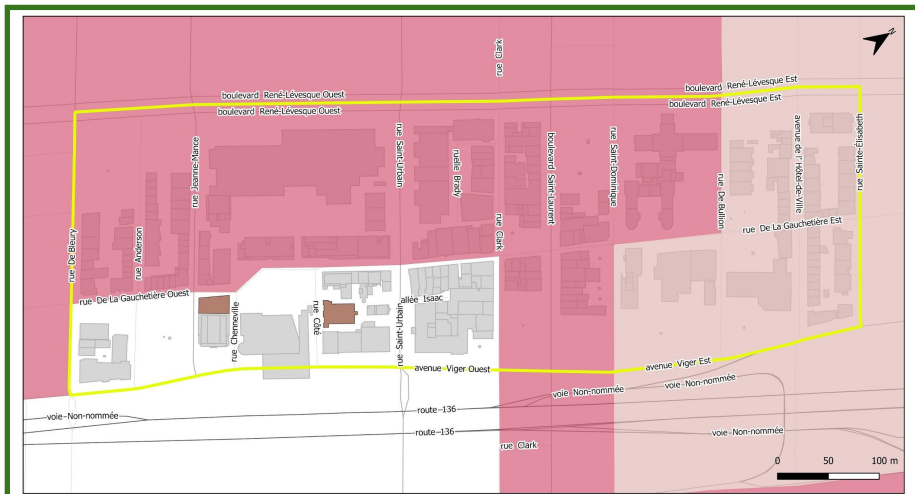 N
rue Clark
boulevard René-Lévesque Est
boulevard René-Lévesque Ouest
boulevard René-Lévesque Est
boulevard René-Lévesque Ouest
rue Jeanne-Mance
rue Saint-Urbain
ruelle Brady
boulevard Saint-Laurent
rue Saint-Dominique
avenue de l' Hôtel-de-Ville
rue Sainte-Élisabeth
rue De Bullion
rue De Bleury
rue Anderson
rue Clark
rue De La Gauchetière Est
rue De La Gauchetière Ouest
allée Isaac
rue Chenneville
rue Côté
rue Saint-Urbain
avenue Viger Ouest
avenue Viger Est
voie Non-nommée
voie Non-nommée
voie Non-nommée
route 136
route 136
voie Non-nommée
rue Clark
0 50 100 m